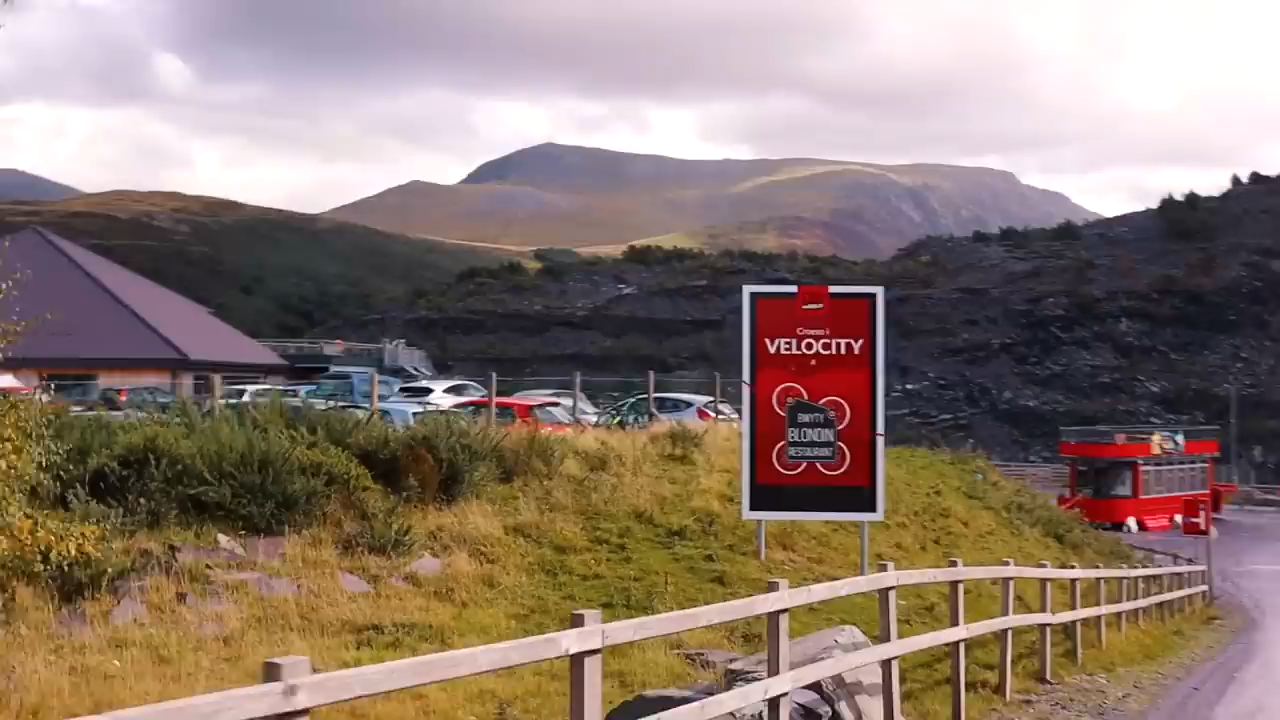 Croeso i
VELOCITY
a
BWYTY
BLONDIN
RESTAURANT